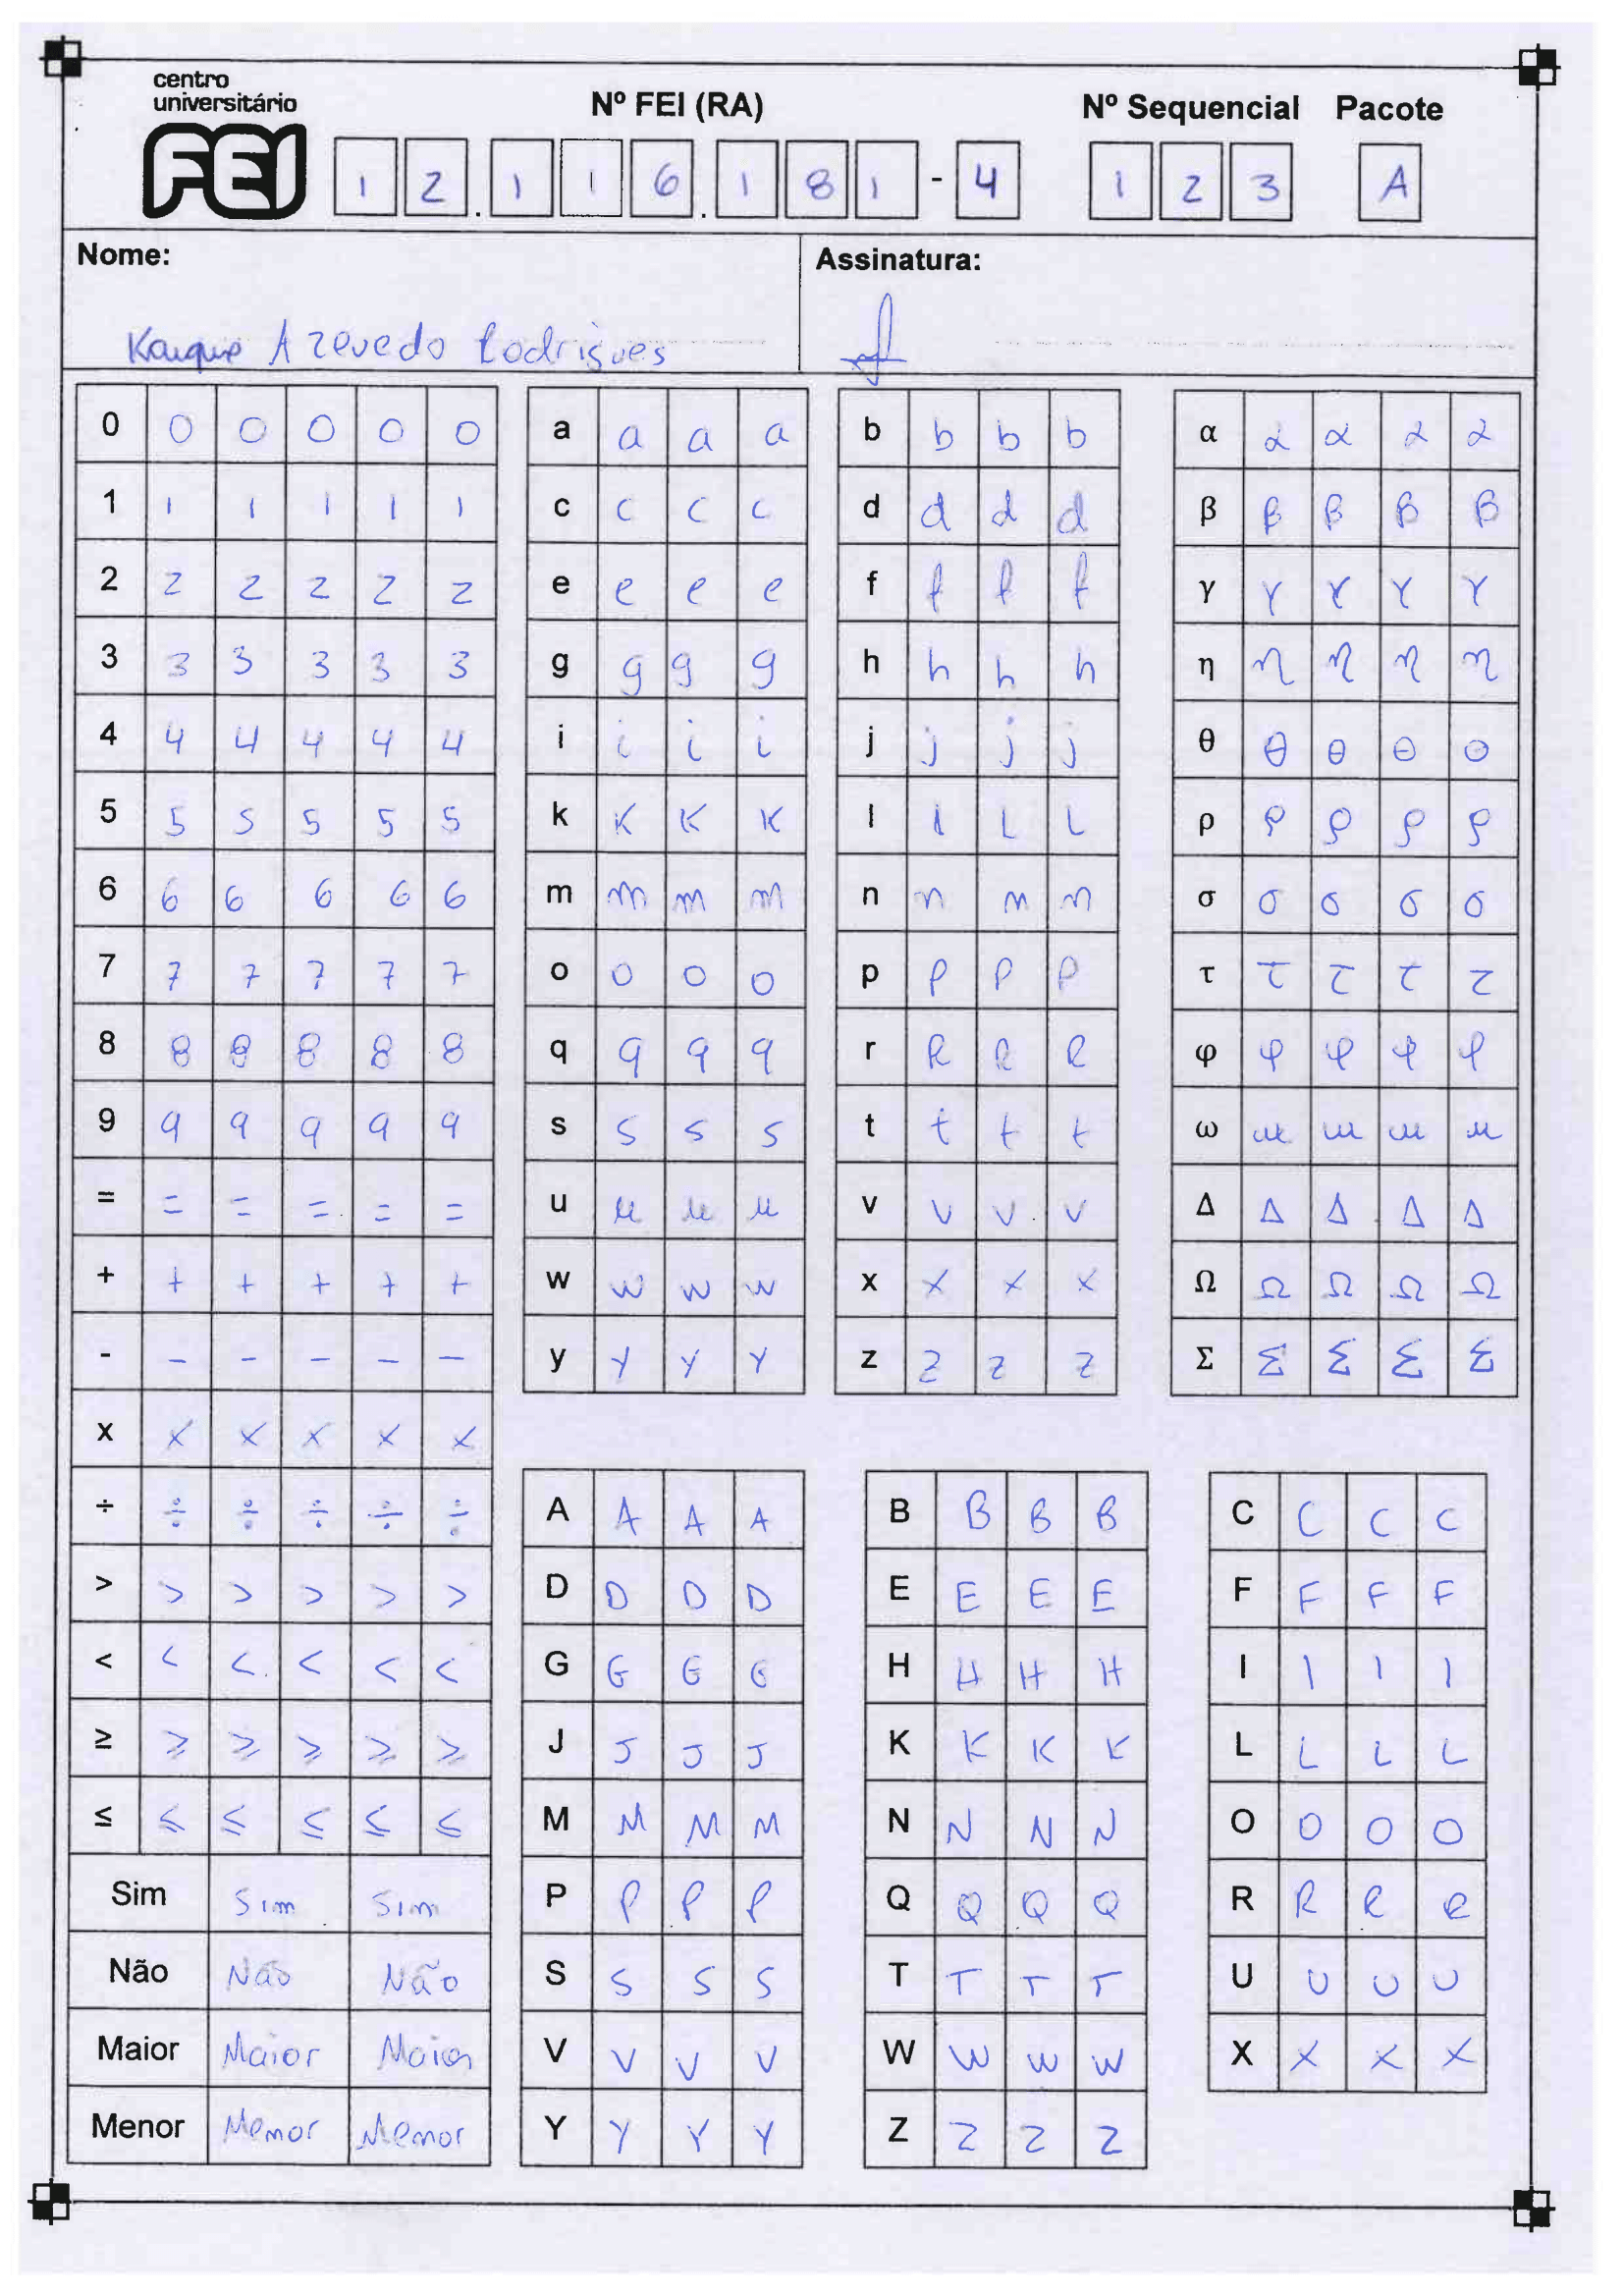 centro
universitário
FEI
Nº FEI (RA)
Nº Sequencial Pacote
1 2 . 1 1 6 . 1 8 1 - 4 1 2 3 A
Nome: Assinatura:
Kaique Azevedo Rodrigues
0 0 0 0 0 0 a a a a b b b b α α α α α
1 1 1 1 1 1 c c c c d d d d β β β β β
2 2 2 2 2 2 e e e e f f f f γ γ γ γ γ
3 3 3 3 3 3 g g g g h h h h η η η η η
4 4 4 4 4 4 i i i i j j j j θ θ θ θ θ
5 5 5 5 5 5 k k k k l l l l ρ ρ ρ ρ ρ
6 6 6 6 6 6 m m m m n n n n σ σ σ σ σ
7 7 7 7 7 7 o o o o p p p p τ τ τ τ τ
8 8 8 8 8 8 q q q q r R R R φ φ φ φ φ
9 9 9 9 9 9 s s s s t t t t ω ω ω ω ω
= = = = = = u u u u v v v v Δ Δ Δ Δ Δ
+ + + + + + w w w w x x x x Ω Ω Ω Ω Ω
- - - - - - y y y y z z z z Σ Σ Σ Σ Σ
x x x x x x
÷ ÷ ÷ ÷ ÷ ÷ A A A A B B B B C C C C
> > > > > > D D D D E E E E F F F F
< < < < < < G G G G H H H H I I I I
≥ ≥ ≥ ≥ ≥ ≥ J J J J K K K K L L L L
≤ ≤ ≤ ≤ ≤ ≤ M M M M N N N N O O O O
Sim Sim Sim P P P P Q Q Q Q R R R R
Não Não Não S S S S T T T T U U U U
Maior Maior Maior V V V V W W W W X X X X
Menor Menor Menor Y Y Y Y Z Z Z Z